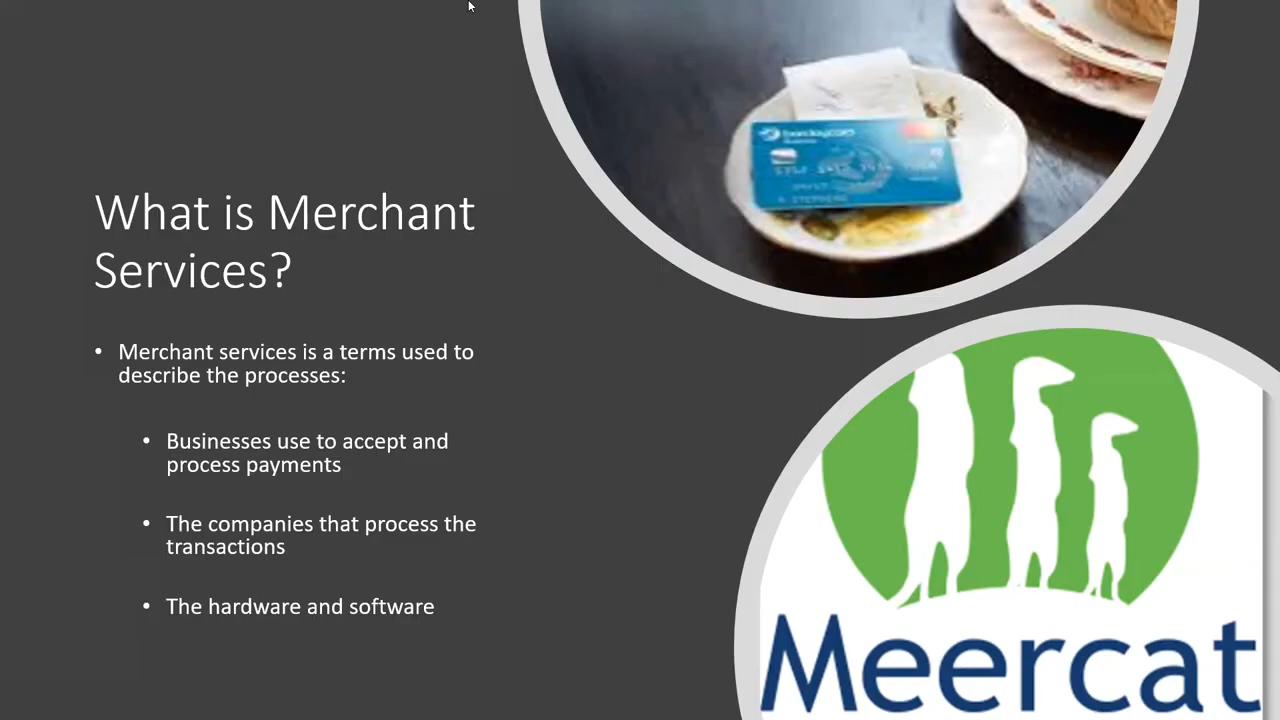 What is Merchant
Services?
• Merchant services is a terms used to
describe the processes:
• Businesses use to accept and
process payments
• The companies that process the
transactions
• The hardware and software
Meercat